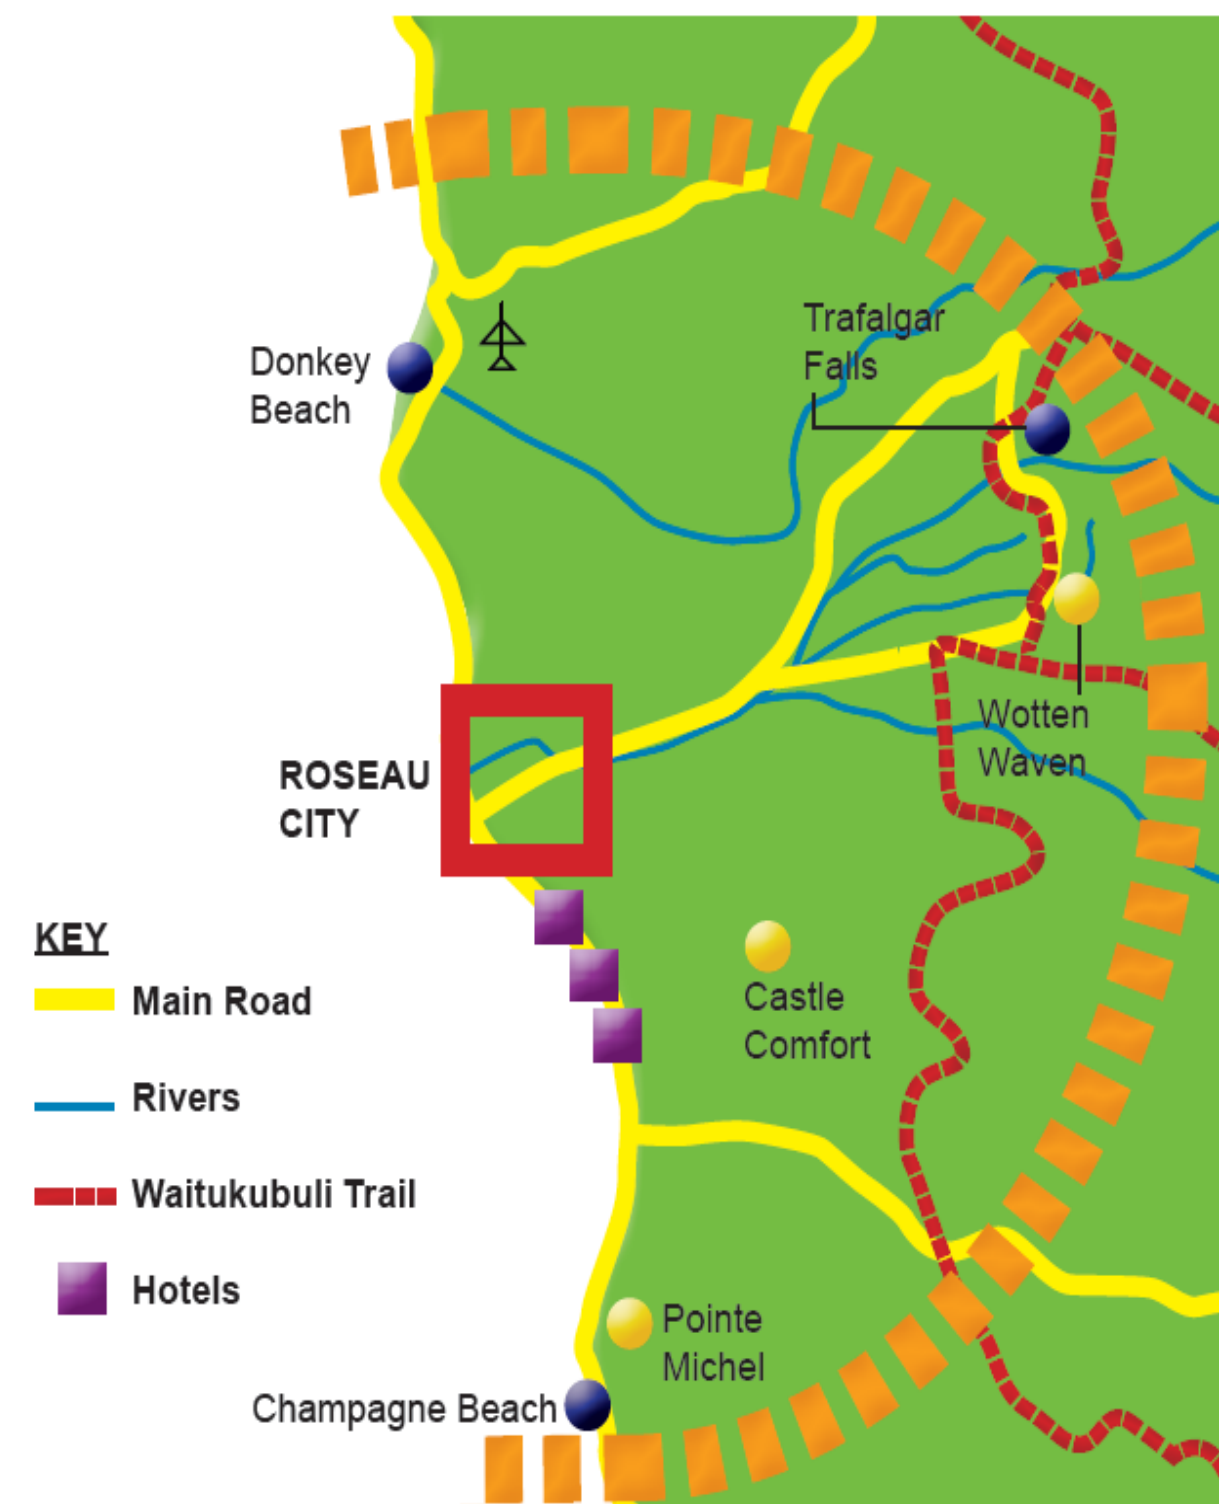 Trafalgar
Falls
Donkey
Beach
Wotten
Waven
ROSEAU
CITY
KEY
Main Road
Castle
Comfort
Rivers
Waitukubuli Trail
Hotels
Pointe
Michel
Champagne Beach